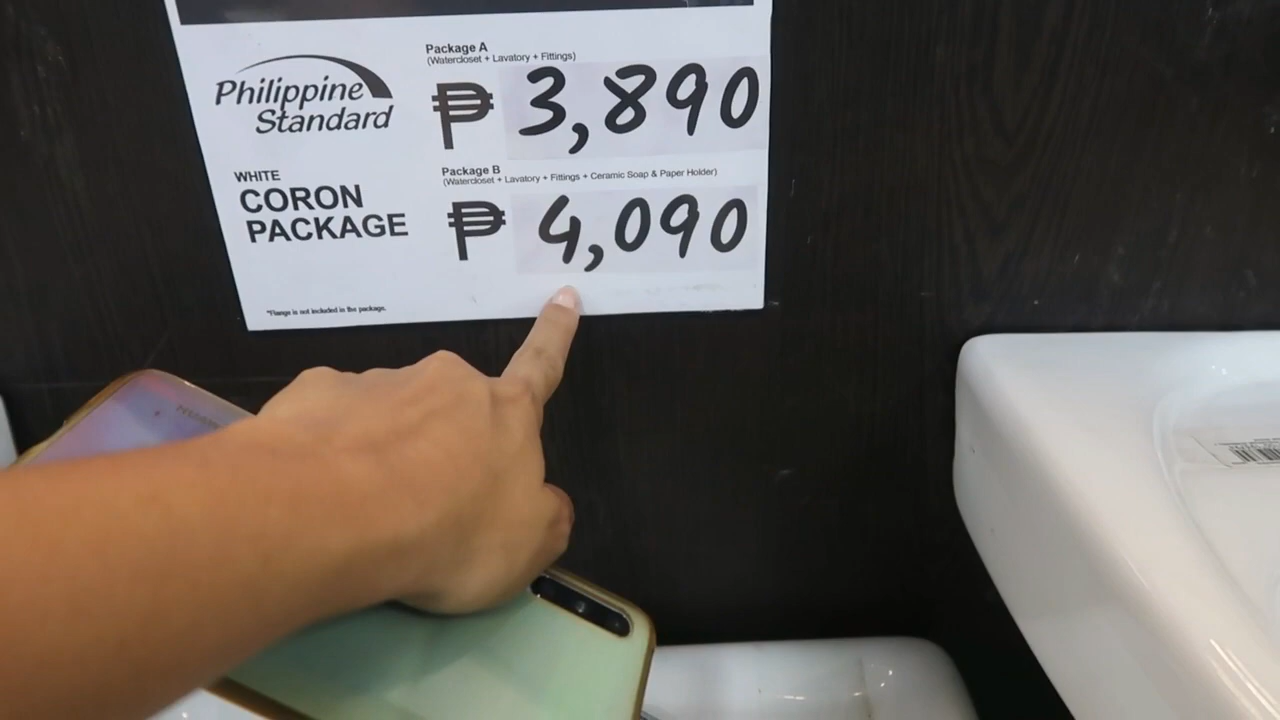 Philippine
Standard
WHITE
CORON
PACKAGE
*Flange is not included in the package.
Package A
(Watercloset + Lavatory + Fittings)
₱ 3,890
Package B
(Watercloset + Lavatory + Fittings + Ceramic Soap & Paper Holder)
₱ 4,090